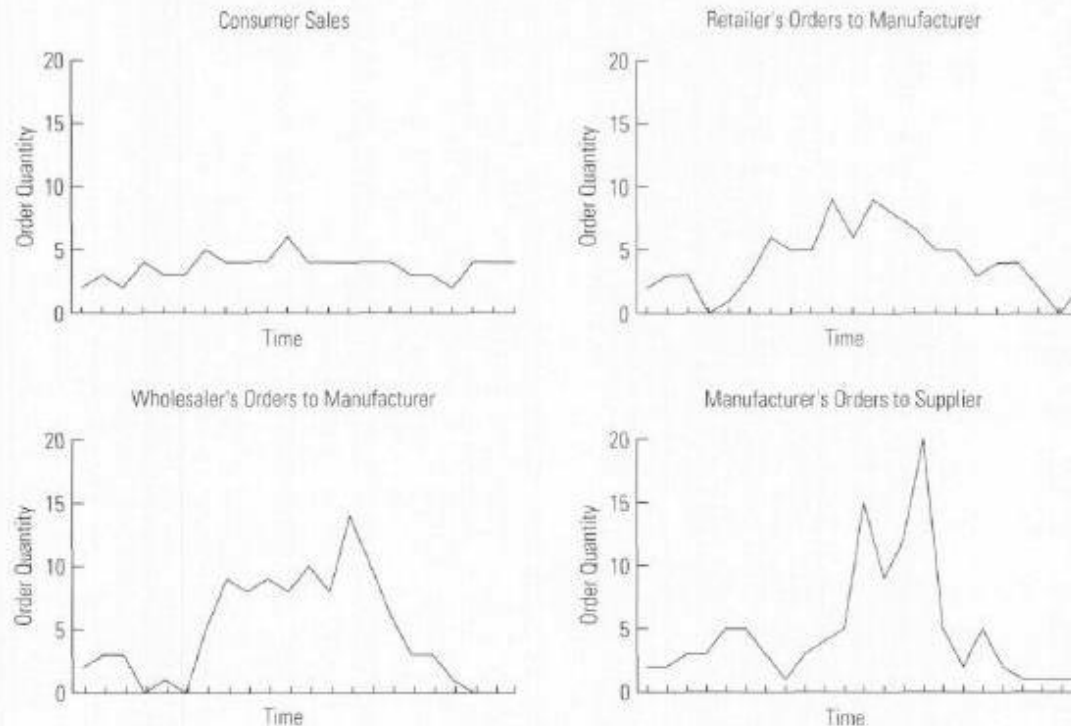 Consumer Sales
20
15
10
5
0
Order Quantity
Time
Retailer's Orders to Manufacturer
20
15
10
5
0
Order Quantity
Time
Wholesaler's Orders to Manufacturer
20
15
10
5
0
Order Quantity
Time
Manufacturer's Orders to Supplier
20
15
10
5
0
Order Quantity
Time